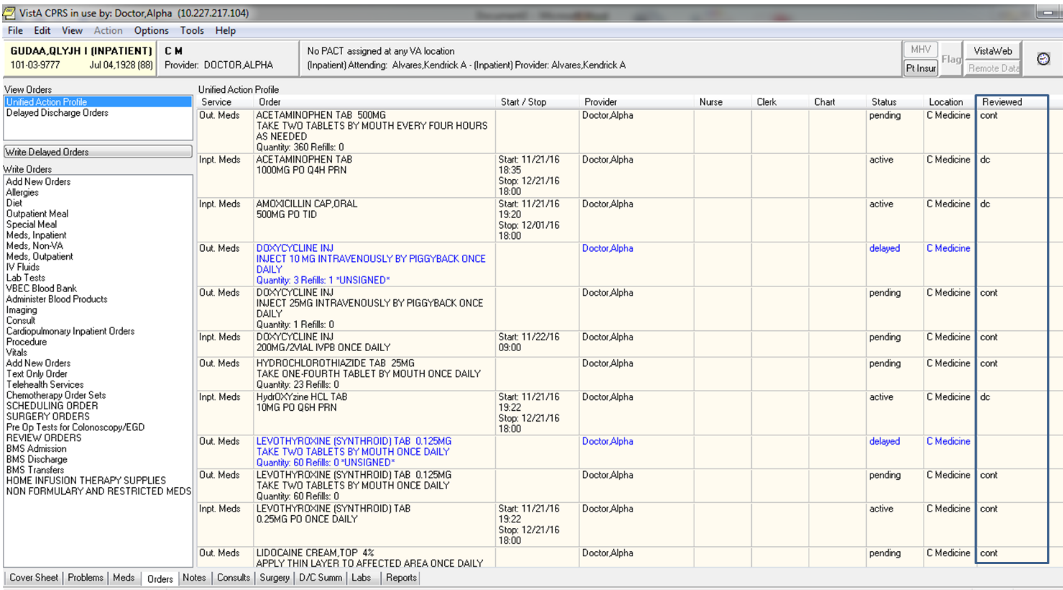 VistA CPRS in use by: Doctor,Alpha (10.227.217.104)
File Edit View Action Options Tools Help
GUDAA,QLYJH I (INPATIENT) C M No PACT assigned at any VA location MHV Flag VistaWeb
101-03-9777 Jul 04,1928 (88) Provider: DOCTOR,ALPHA (Inpatient) Attending: Alvares,Kendrick A - (Inpatient) Provider: Alvares,Kendrick A Pt Insur Remote Data
View Orders
Unified Action Profile
Delayed Discharge Orders
Write Delayed Orders
Write Orders
Add New Orders
Allergies
Diet
Outpatient Meal
Special Meal
Meds, Inpatient
Meds, Non-VA
Meds, Outpatient
IV Fluids
Lab Tests
VBEC Blood Bank
Administer Blood Products
Imaging
Consult
Cardiopulmonary Inpatient Orders
Procedure
Vitals
Add New Orders
Text Only Order
Telehealth Services
Chemotherapy Order Sets
SCHEDULING ORDER
SURGERY ORDERS
Pre Op Tests for Colonoscopy/EGD
REVIEW ORDERS
BMS Admission
BMS Discharge
BMS Transfers
HOME INFUSION THERAPY SUPPLIES
NON FORMULARY AND RESTRICTED MEDS
Unified Action Profile
Service Order Start / Stop Provider Nurse Clerk Chart Status Location Reviewed
Out. Meds ACETAMINOPHEN TAB 500MG Doctor,Alpha pending C Medicine cont
TAKE TWO TABLETS BY MOUTH EVERY FOUR HOURS
AS NEEDED
Quantity: 360 Refills: 0
Inpt. Meds ACETAMINOPHEN TAB Start: 11/21/16 Doctor,Alpha active C Medicine dc
1000MG PO Q4H PRN 18:35
Stop: 12/21/16
18:00
Inpt. Meds AMOXICILLIN CAP,ORAL Start: 11/21/16 Doctor,Alpha active C Medicine dc
500MG PO TID 19:20
Stop: 12/01/16
18:00
Out. Meds DOXYCYCLINE INJ Doctor,Alpha delayed C Medicine
INJECT 10 MG INTRAVENOUSLY BY PIGGYBACK ONCE
DAILY
Quantity: 3 Refills: 1 *UNSIGNED*
Out. Meds DOXYCYCLINE INJ Doctor,Alpha pending C Medicine cont
INJECT 25MG INTRAVENOUSLY BY PIGGYBACK ONCE
DAILY
Quantity: 1 Refills: 0
Inpt. Meds DOXYCYCLINE INJ Start: 11/22/16 Doctor,Alpha pending C Medicine cont
200MG/2VIAL IVPB ONCE DAILY 09:00
Out. Meds HYDROCHLOROTHIAZIDE TAB 25MG Doctor,Alpha pending C Medicine cont
TAKE ONE-FOURTH TABLET BY MOUTH ONCE DAILY
Quantity: 23 Refills: 0
Inpt. Meds HydrOXYzine HCL TAB Start: 11/21/16 Doctor,Alpha active C Medicine dc
10MG PO Q6H PRN 19:22
Stop: 12/21/16
18:00
Out. Meds LEVOTHYROXINE (SYNTHROID) TAB 0.125MG Doctor,Alpha delayed C Medicine
TAKE TWO TABLETS BY MOUTH ONCE DAILY
Quantity: 60 Refills: 0 *UNSIGNED*
Out. Meds LEVOTHYROXINE (SYNTHROID) TAB 0.125MG Doctor,Alpha pending C Medicine cont
TAKE TWO TABLETS BY MOUTH ONCE DAILY
Quantity: 60 Refills: 0
Inpt. Meds LEVOTHYROXINE (SYNTHROID) TAB Start: 11/21/16 Doctor,Alpha active C Medicine cont
0.25MG PO ONCE DAILY 19:22
Stop: 12/21/16
18:00
Out. Meds LIDOCAINE CREAM,TOP 4% Doctor,Alpha pending C Medicine cont
APPLY THIN LAYER TO AFFECTED AREA ONCE DAILY
Cover Sheet Problems Meds Orders Notes Consults Surgery D/C Summ Labs Reports